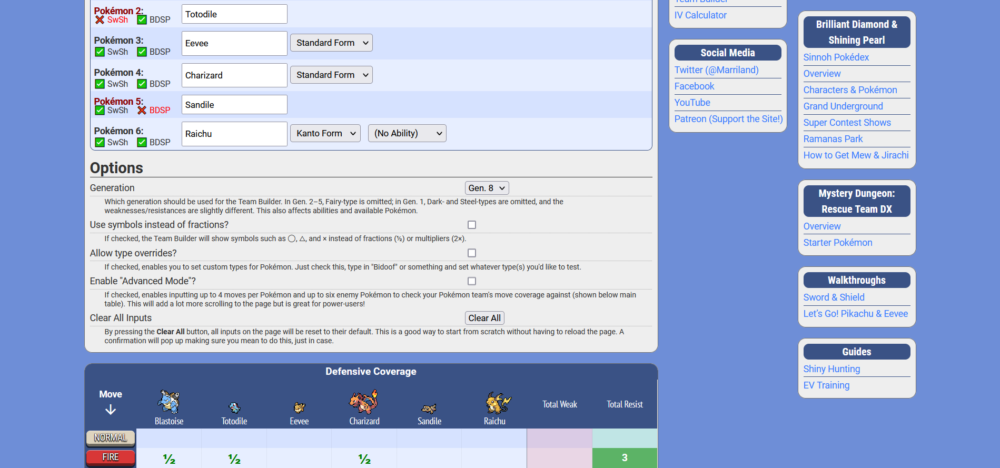 Pokémon 2:
SwSh BDSP
Totodile
Pokémon 3:
SwSh BDSP
Eevee
Standard Form
Pokémon 4:
SwSh BDSP
Charizard
Standard Form
Pokémon 5:
SwSh BDSP
Sandile
Pokémon 6:
SwSh BDSP
Raichu
Kanto Form
(No Ability)
Options
Generation
Gen. 8
Which generation should be used for the Team Builder. In Gen. 2–5, Fairy-type is omitted; in Gen. 1, Dark- and Steel-types are omitted, and the
weaknesses/resistances are slightly different. This also affects abilities and available Pokémon.
Use symbols instead of fractions?
If checked, the Team Builder will show symbols such as ◯, △, and × instead of fractions (½) or multipliers (2×).
Allow type overrides?
If checked, enables you to set custom types for Pokémon. Just check this, type in "Bidoof" or something and set whatever type(s) you'd like to test.
Enable "Advanced Mode"?
If checked, enables inputting up to 4 moves per Pokémon and up to six enemy Pokémon to check your Pokémon team's move coverage against (shown below main
table). This will add a lot more scrolling to the page but is great for power-users!
Clear All Inputs
Clear All
By pressing the Clear All button, all inputs on the page will be reset to their default. This is a good way to start from scratch without having to reload the page. A
confirmation will pop up making sure you mean to do this, just in case.
Defensive Coverage
Move
Blastoise
Totodile
Eevee
Charizard
Sandile
Raichu
Total Weak
Total Resist
NORMAL
FIRE
½ ½ ½ 3
Team Builder
IV Calculator
Social Media
Twitter (@Marriland)
Facebook
YouTube
Patreon (Support the Site!)
Brilliant Diamond &
Shining Pearl
Sinnoh Pokédex
Overview
Characters & Pokémon
Grand Underground
Super Contest Shows
Ramanas Park
How to Get Mew & Jirachi
Mystery Dungeon:
Rescue Team DX
Overview
Starter Pokémon
Walkthroughs
Sword & Shield
Let's Go! Pikachu & Eevee
Guides
Shiny Hunting
EV Training